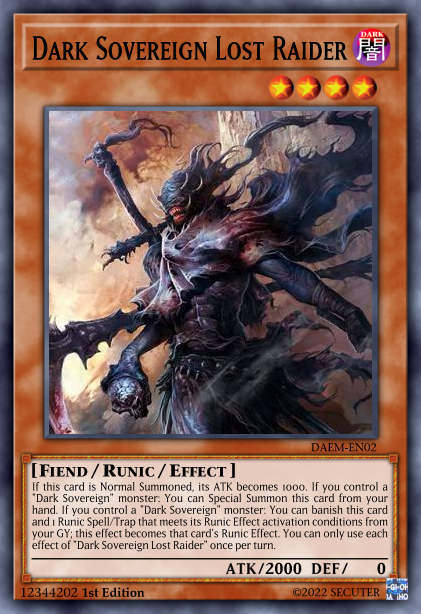 Dark Sovereign Lost Raider
DARK
闇
DAEM-EN02
[Fiend / Runic / Effect ]
If this card is Normal Summoned, its ATK becomes 1000. If you control a
"Dark Sovereign" monster: You can Special Summon this card from your
hand. If you control a "Dark Sovereign" monster: You can banish this card
and 1 Runic Spell/Trap that meets its Runic Effect activation conditions from
your GY; this effect becomes that card's Runic Effect. You can only use each
effect of "Dark Sovereign Lost Raider" once per turn.
ATK/2000 DEF/ 0
12344202 1st Edition ©2022 SECUTER